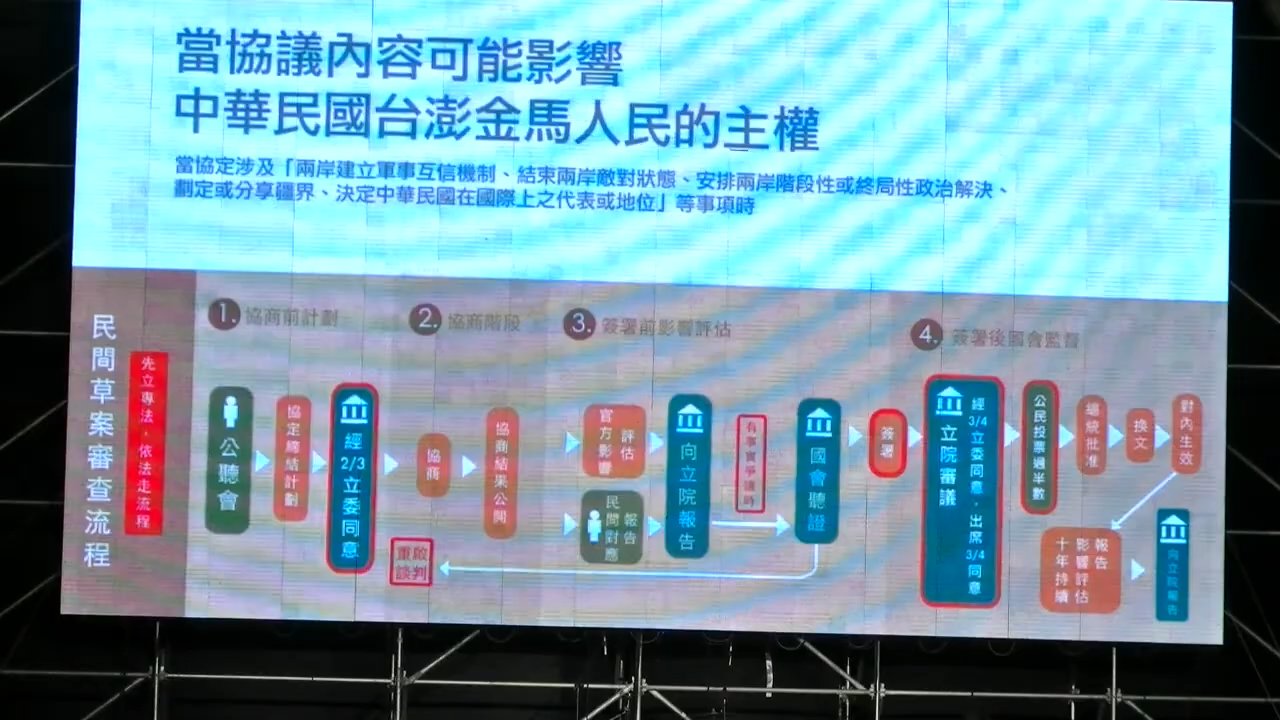 當協議內容可能影響
中華民國台澎金馬人民的主權
當協定涉及「兩岸建立軍事互信機制、結束兩岸敵對狀態、安排兩岸階段性或終局性政治解決、
劃定或分享疆界、決定中華民國在國際上之代表或地位」等事項時
民間草案審查流程
先立專法，依法走流程
1. 協商前計劃
公聽會
協定締結計劃
經2/3立委同意
2. 協商階段
協商
協商結果公開
重啟
談判
3. 簽署前影響評估
官方影響
評估
民間對應
報告
向立院報告
有事實爭議時
國會聽證
簽署
4. 簽署後國會監督
立院審議
經3/4立委同意，出席3/4同意
公民投票過半數
總統批准
換文
對內生效
十年持續
影響評估
報告
向立院報告